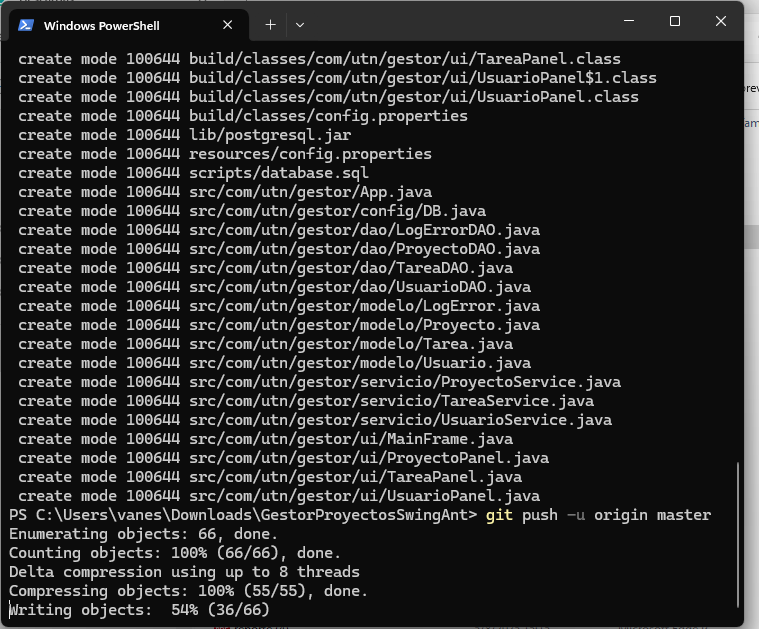 Windows PowerShell
create mode 100644 build/classes/com/utn/gestor/ui/TareaPanel.class
create mode 100644 build/classes/com/utn/gestor/ui/UsuarioPanel$1.class
create mode 100644 build/classes/com/utn/gestor/ui/UsuarioPanel.class
create mode 100644 build/classes/config.properties
create mode 100644 lib/postgresql.jar
create mode 100644 resources/config.properties
create mode 100644 scripts/database.sql
create mode 100644 src/com/utn/gestor/App.java
create mode 100644 src/com/utn/gestor/config/DB.java
create mode 100644 src/com/utn/gestor/dao/LogErrorDAO.java
create mode 100644 src/com/utn/gestor/dao/ProyectoDAO.java
create mode 100644 src/com/utn/gestor/dao/TareaDAO.java
create mode 100644 src/com/utn/gestor/dao/UsuarioDAO.java
create mode 100644 src/com/utn/gestor/modelo/LogError.java
create mode 100644 src/com/utn/gestor/modelo/Proyecto.java
create mode 100644 src/com/utn/gestor/modelo/Tarea.java
create mode 100644 src/com/utn/gestor/modelo/Usuario.java
create mode 100644 src/com/utn/gestor/servicio/ProyectoService.java
create mode 100644 src/com/utn/gestor/servicio/TareaService.java
create mode 100644 src/com/utn/gestor/servicio/UsuarioService.java
create mode 100644 src/com/utn/gestor/ui/MainFrame.java
create mode 100644 src/com/utn/gestor/ui/ProyectoPanel.java
create mode 100644 src/com/utn/gestor/ui/TareaPanel.java
create mode 100644 src/com/utn/gestor/ui/UsuarioPanel.java
PS C:\Users\vanes\Downloads\GestorProyectosSwingAnt> git push -u origin master
Enumerating objects: 66, done.
Counting objects: 100% (66/66), done.
Delta compression using up to 8 threads
Compressing objects: 100% (55/55), done.
Writing objects:  54% (36/66)